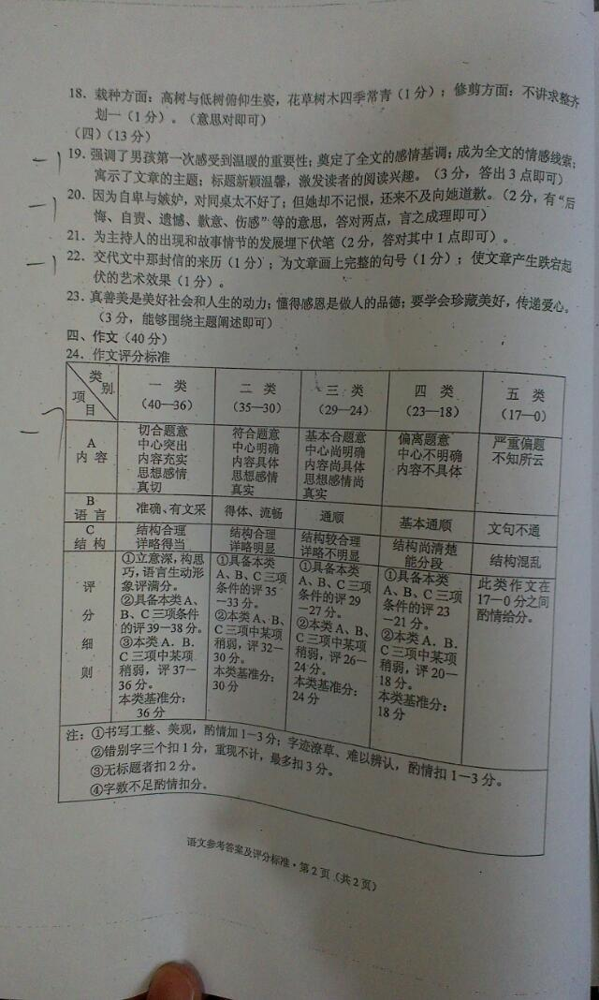 18．栽种方面：高树与低树俯仰生姿，花草树木四季常青（1分）；修剪方面：不讲求整齐
划一（1分）。（意思对即可）
（四）（13分）
19．强调了男孩第一次感受到温暖的重要性；奠定了全文的感情基调；成为全文的情感线索；
寓示了文章的主题；标题新颖温馨，激发读者的阅读兴趣。（3分，答出3点即可）
20．因为自卑与嫉妒，对同桌太不好了；但她却不记恨，还来不及向她道歉。（2分，有“后
悔、自责、遗憾、歉意、伤感”等的意思，答对两点，言之成理即可）
21．为主持人的出现和故事情节的发展埋下伏笔（2分，答对其中1点即可）。
22．交代文中那封信的来历（1分）；为文章画上完整的句号（1分）；使文章产生跌宕起
伏的艺术效果（1分）。
23．真善美是美好社会和人生的动力；懂得感恩是做人的品德；要学会珍藏美好，传递爱心。
（3分，能够围绕主题阐述即可）
四、作文（40分）
24．作文评分标准
类别
项目
一类
（40—36）
二类
（35—30）
三类
（29—24）
四类
（23—18）
五类
（17—0）
A
内容
切合题意
中心突出
内容充实
思想感情
真切
符合题意
中心明确
内容具体
思想感情
真实
基本合题意
中心尚明确
内容尚具体
思想感情尚
真实
偏离题意
中心不明确
内容不具体
严重偏题
不知所云
B
语言
准确、有文采
得体、流畅
通顺
基本通顺
文句不通
C
结构
结构合理
详略得当
结构合理
详略明显
结构较合理
详略不明显
结构尚清楚
能分段
结构混乱
评
分
细
则
①立意深，构思
巧，语言生动形
象评满分。
②具备本类A、
B、C三项条件
的评39—38分。
③本类A．B．
C三项中某项
稍弱，评37—
36分。
本类基准分：
36分
①具备本类
A、B、C三项
条件的评35
—33分。
②本类A、B、
C三项中某项
稍弱，评32—
30分。
本类基准分：
30分
①具备本类
A、B、C三项
条件的评29
—27分。
②本类A、B、
C三项中某项
稍弱，评26—
24分。
本类基准分：
24分
①具备本类
A、B、C三项
条件的评23
—21分。
②本类A．B．
C三项中某项
稍弱，评20—
18分。
本类基准分：
18分
此类作文在
17—0分之间
酌情给分。
注：①书写工整、美观，酌情加1—3分；字迹潦草、难以辨认，酌情扣1—3分。
②错别字三个扣1分，重现不计，最多扣3分。
③无标题者扣2分。
④字数不足酌情扣分。
语文参考答案及评分标准·第2页（共2页）